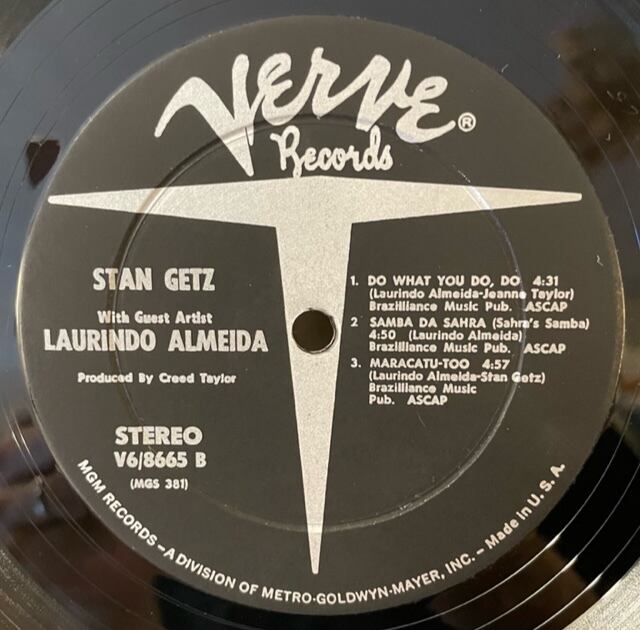 VERVE®
Records
STAN GETZ
With Guest Artist
LAURINDO ALMEIDA
Produced By Creed Taylor
STEREO
V6/8665 B
(MGS 381)
1. DO WHAT YOU DO, DO 4:31
(Laurindo Almeida-Jeanne Taylor)
Brazilliance Music Pub. ASCAP
2 SAMBA DA SAHRA (Sahra's Samba)
4:50 (Laurindo Almeida)
Brazilliance Music Pub. ASCAP
3. MARACATU-TOO 4:57
(Laurindo Almeida-Stan Getz)
Brazilliance Music
Pub. ASCAP
MGM RECORDS – A DIVISION OF METRO-GOLDWYN-MAYER, INC. – Made in U. S. A.